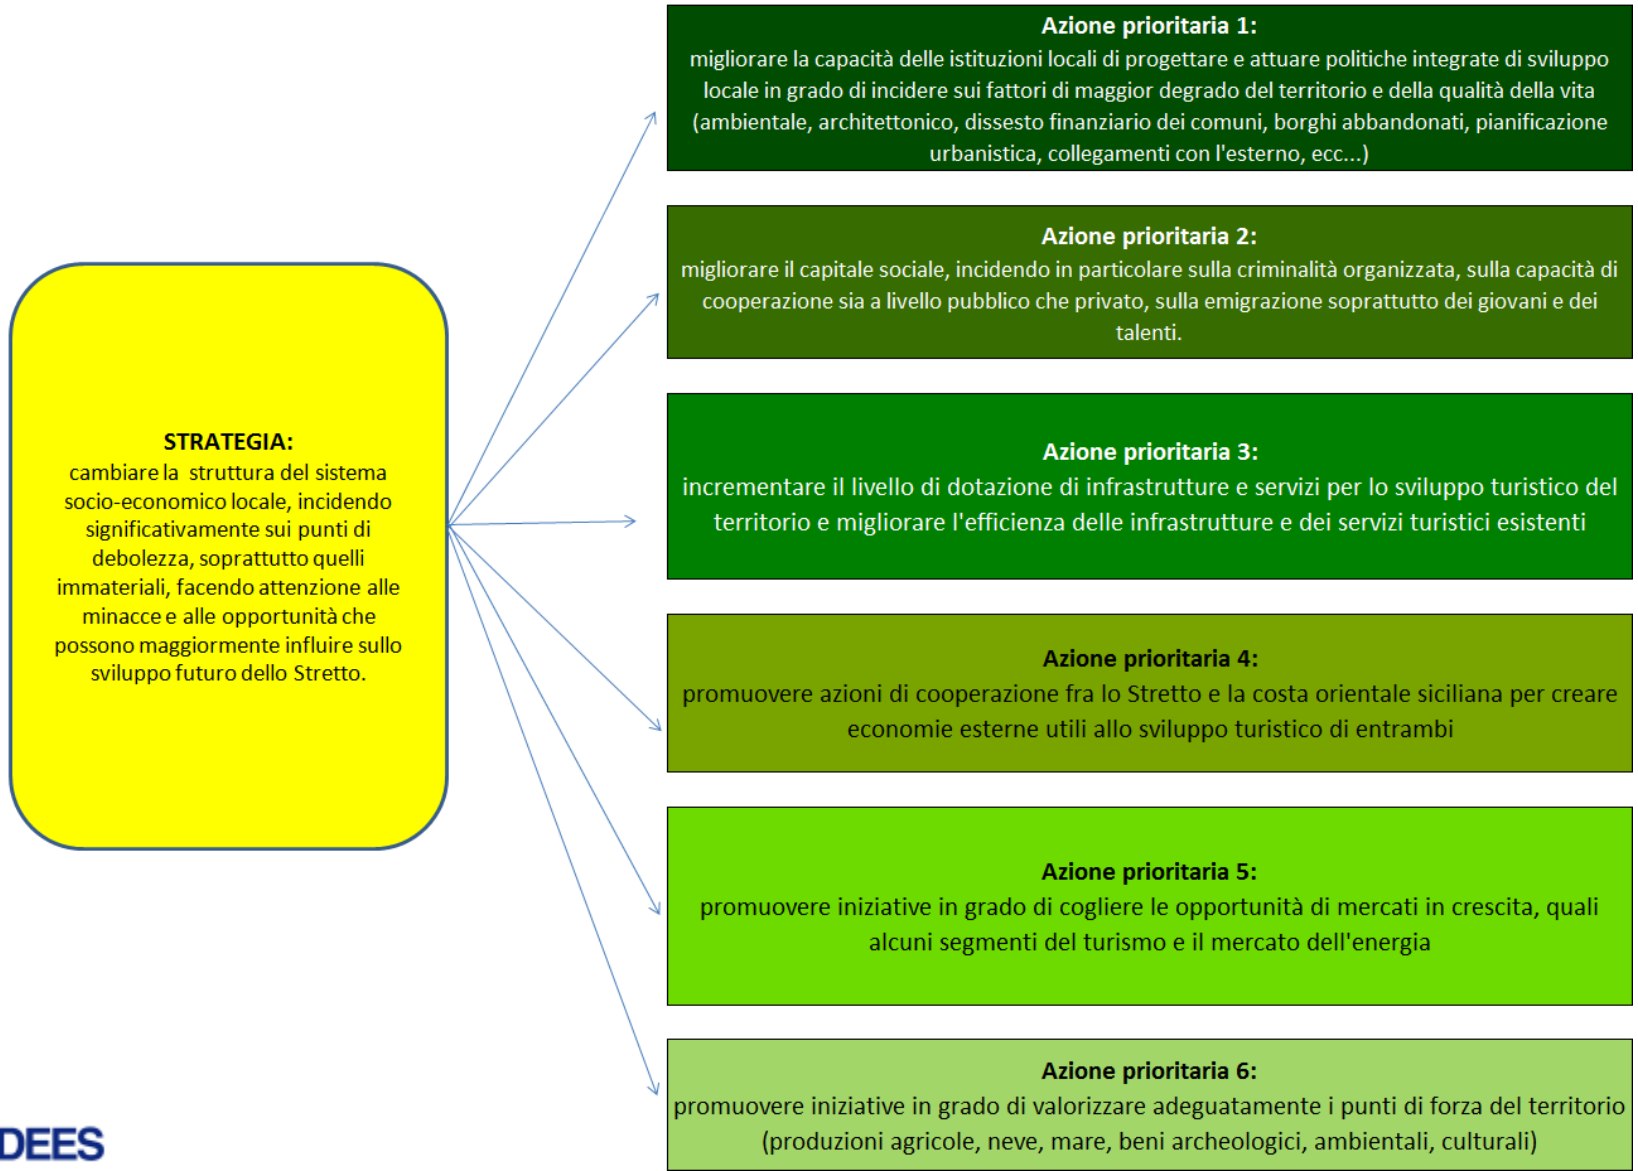 STRATEGIA:
cambiare la struttura del sistema
socio-economico locale, incidendo
significativamente sui punti di
debolezza, soprattutto quelli
immateriali, facendo attenzione alle
minacce e alle opportunità che
possono maggiormente influire sullo
sviluppo futuro dello Stretto.
Azione prioritaria 1:
migliorare la capacità delle istituzioni locali di progettare e attuare politiche integrate di sviluppo
locale in grado di incidere sui fattori di maggior degrado del territorio e della qualità della vita
(ambientale, architettonico, dissesto finanziario dei comuni, borghi abbandonati, pianificazione
urbanistica, collegamenti con l'esterno, ecc...)
Azione prioritaria 2:
migliorare il capitale sociale, incidendo in particolare sulla criminalità organizzata, sulla capacità di
cooperazione sia a livello pubblico che privato, sulla emigrazione soprattutto dei giovani e dei
talenti.
Azione prioritaria 3:
incrementare il livello di dotazione di infrastrutture e servizi per lo sviluppo turistico del
territorio e migliorare l'efficienza delle infrastrutture e dei servizi turistici esistenti
Azione prioritaria 4:
promuovere azioni di cooperazione fra lo Stretto e la costa orientale siciliana per creare
economie esterne utili allo sviluppo turistico di entrambi
Azione prioritaria 5:
promuovere iniziative in grado di cogliere le opportunità di mercati in crescita, quali
alcuni segmenti del turismo e il mercato dell'energia
Azione prioritaria 6:
promuovere iniziative in grado di valorizzare adeguatamente i punti di forza del territorio
(produzioni agricole, neve, mare, beni archeologici, ambientali, culturali)
DEES